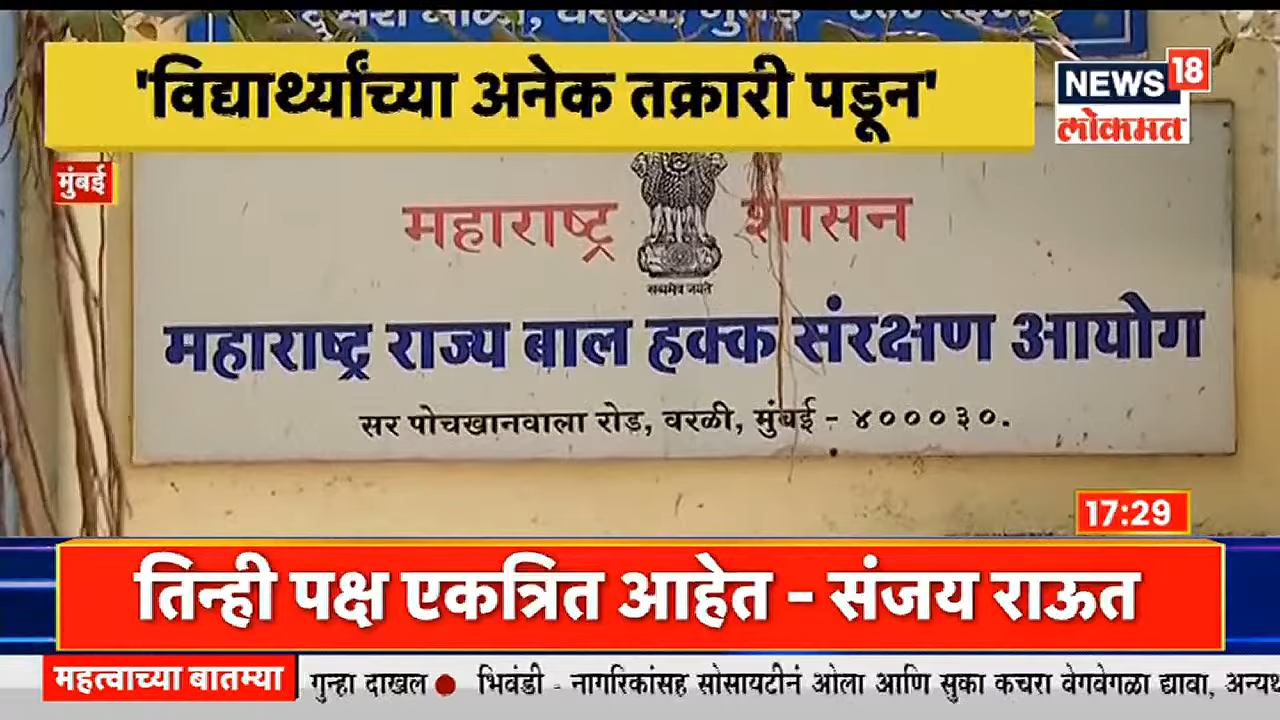 'विद्यार्थ्यांच्या अनेक तक्रारी पडून'
NEWS 18
लोकमत
मुंबई
महाराष्ट्र शासन
सत्यमेव जयते
महाराष्ट्र राज्य बाल हक्क संरक्षण आयोग
सर पोचखानवाला रोड, वरळी, मुंबई - ४०००३०.
17:29
तिन्ही पक्ष एकत्रित आहेत - संजय राऊत
महत्वाच्या बातम्या
गुन्हा दाखल ● भिवंडी - नागरिकांसह सोसायटीनं ओला आणि सुका कचरा वेगवेगळा द्यावा,